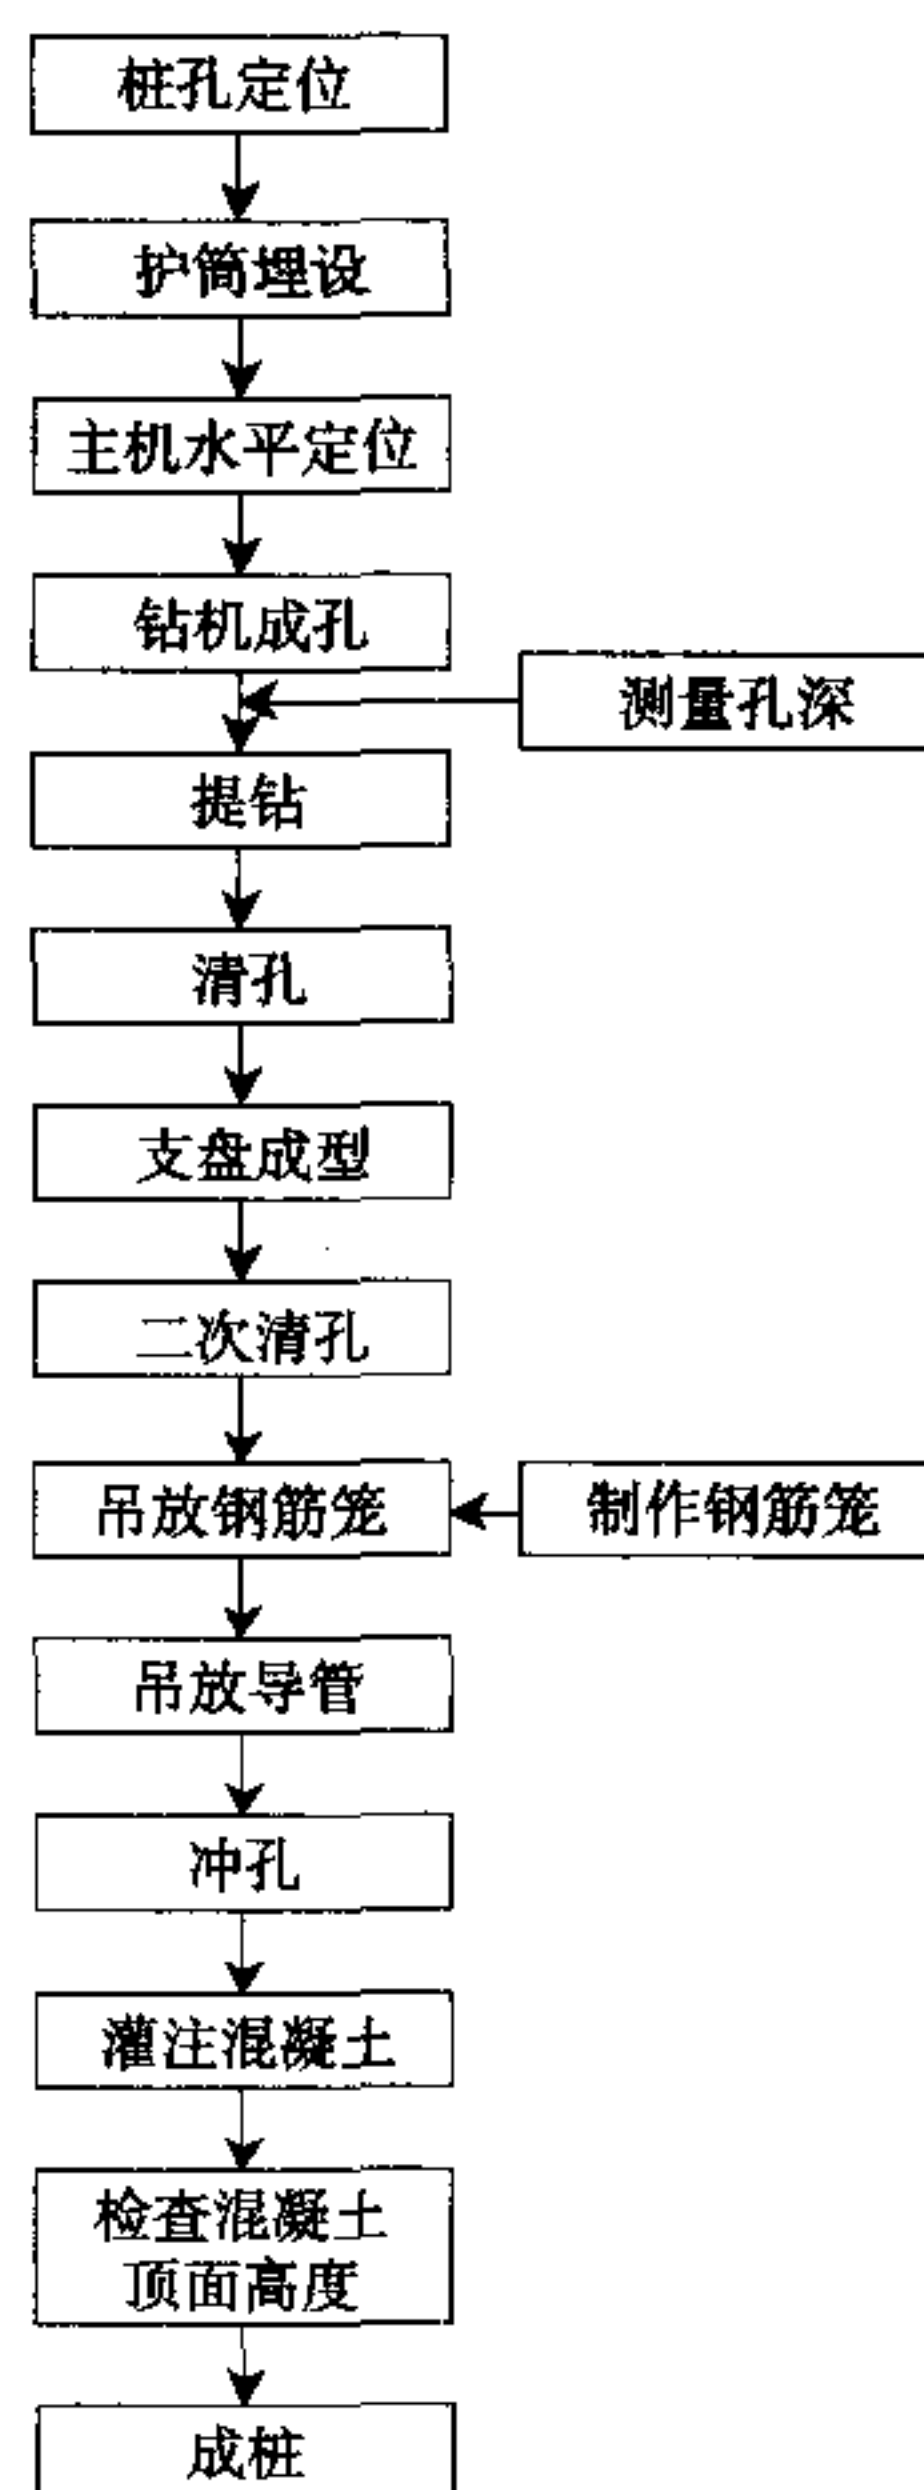 桩孔定位
护筒埋设
主机水平定位
钻机成孔
测量孔深
提钻
清孔
支盘成型
二次清孔
吊放钢筋笼
制作钢筋笼
吊放导管
冲孔
灌注混凝土
检查混凝土
顶面高度
成桩